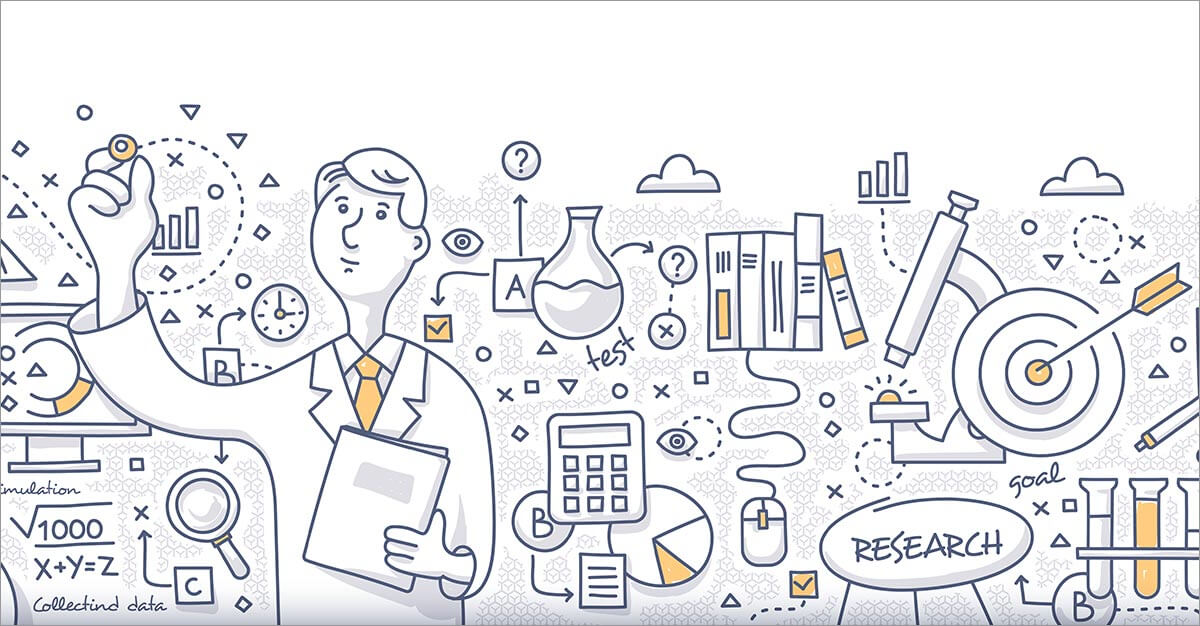 ?
A
?
test
B
imulation
√1000
x+y=z
C
Collectind data
B
goal
RESEARCH
B